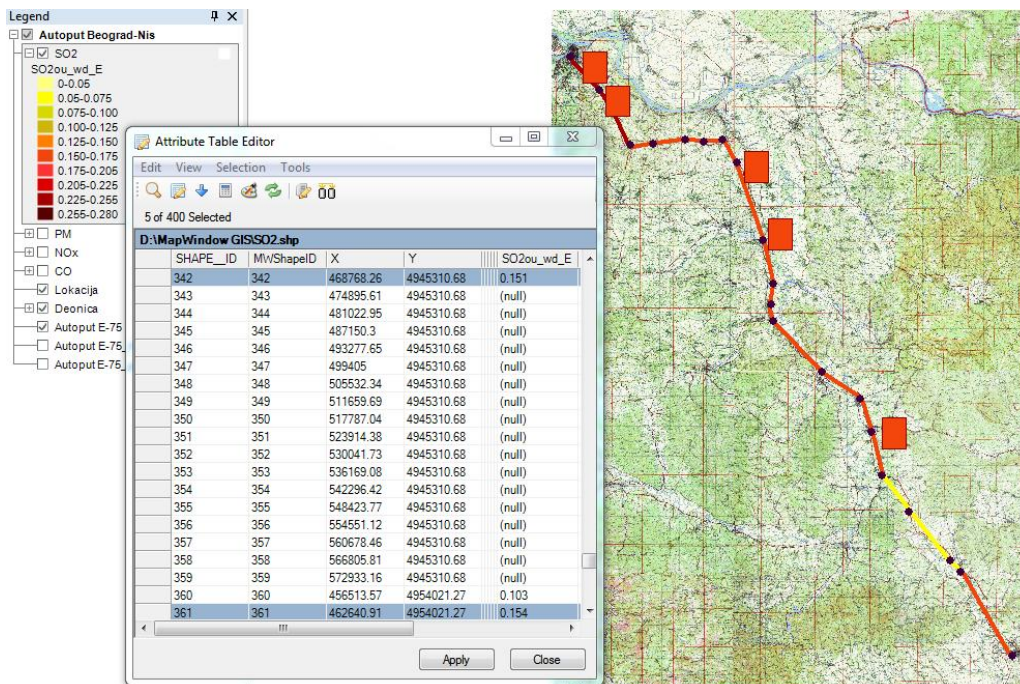 Legend
Autoput Beograd-Nis
SO2
SO2ou_wd_E
0-0.05
0.05-0.075
0.075-0.100
0.100-0.125
0.125-0.150
0.150-0.175
0.175-0.205
0.205-0.225
0.225-0.255
0.255-0.280
PM
NOx
CO
Lokacija
Deonica
Autoput E-75
Autoput E-75_
Autoput E-75_
Attribute Table Editor
Edit View Selection Tools
5 of 400 Selected
D:\MapWindow GIS\SO2.shp
SHAPE__ID MWShapeID X Y SO2ou_wd_E
342 342 468768.26 4945310.68 0.151
343 343 474895.61 4945310.68 (null)
344 344 481022.95 4945310.68 (null)
345 345 487150.3 4945310.68 (null)
346 346 493277.65 4945310.68 (null)
347 347 499405 4945310.68 (null)
348 348 505532.34 4945310.68 (null)
349 349 511659.69 4945310.68 (null)
350 350 517787.04 4945310.68 (null)
351 351 523914.38 4945310.68 (null)
352 352 530041.73 4945310.68 (null)
353 353 536169.08 4945310.68 (null)
354 354 542296.42 4945310.68 (null)
355 355 548423.77 4945310.68 (null)
356 356 554551.12 4945310.68 (null)
357 357 560678.46 4945310.68 (null)
358 358 566805.81 4945310.68 (null)
359 359 572933.16 4945310.68 (null)
360 360 456513.57 4954021.27 0.103
361 361 462640.91 4954021.27 0.154
Apply Close